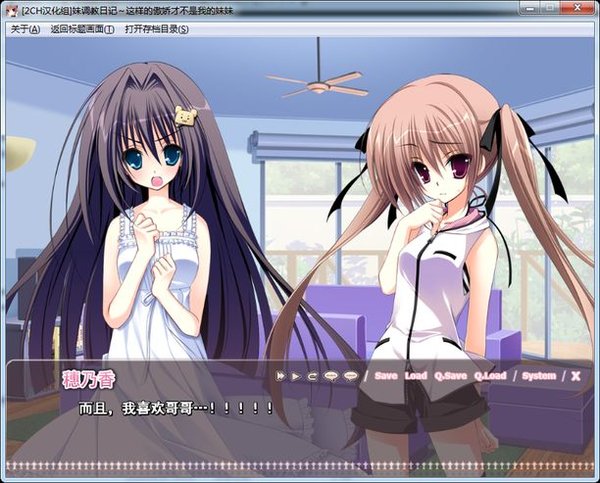 [2CH汉化组]妹调教日记～这样的傲娇才不是我的妹妹
关于(A) 返回标题画面(T) 打开存档目录(S)
穂乃香
/ Save Load Q.Save Q.Load / System / X
而且，我喜欢哥哥…！！！！！